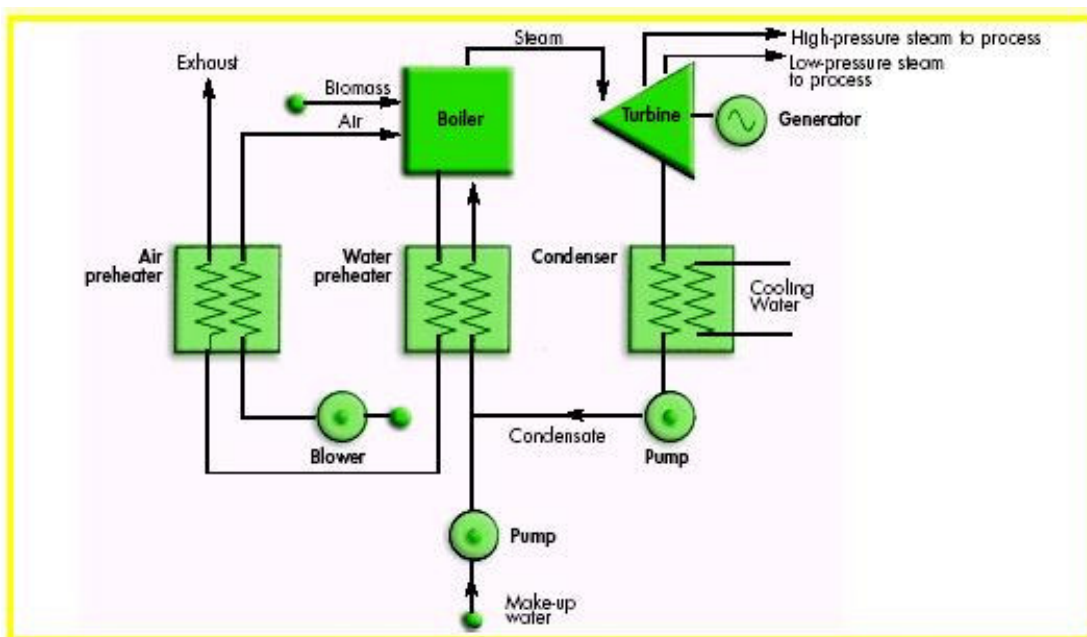 Steam
High-pressure steam to process
Low-pressure steam
to process
Exhaust
Biomass
Air
Boiler
Turbine
Generator
Air
preheater
Water
preheater
Condenser
Cooling
Water
Blower
Condensate
Pump
Pump
Make-up
water